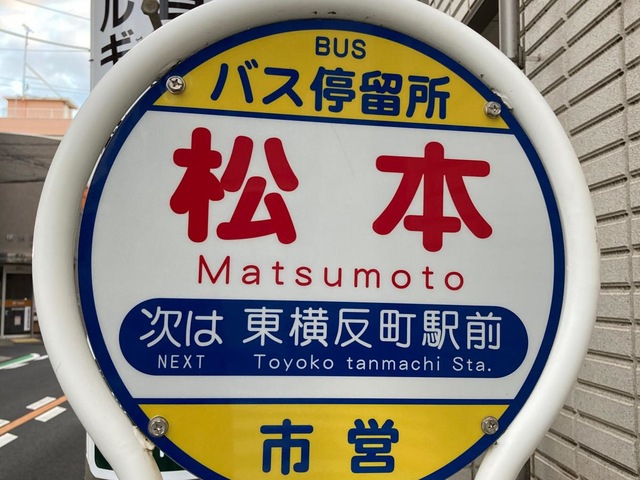 BUS
バス停留所
松本
Matsumoto
次は 東横反町駅前
NEXT Toyoko tanmachi Sta.
市営